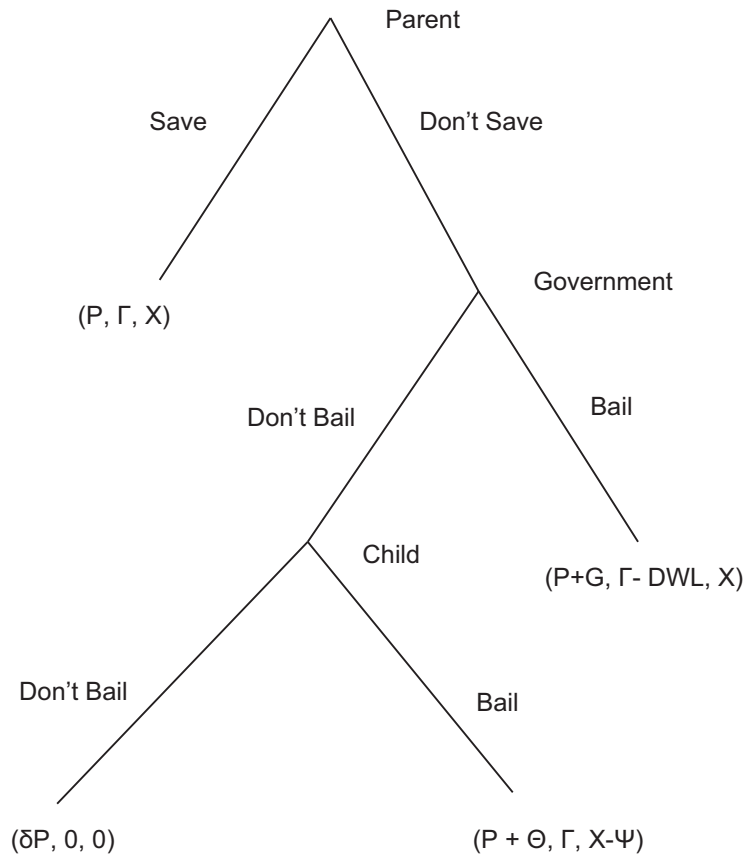 Parent
Save
Don't Save
Government
(P, Γ, X)
Don't Bail
Bail
Child
(P+G, Γ- DWL, X)
Don't Bail
Bail
(δP, 0, 0)
(P + Θ, Γ, X-Ψ)